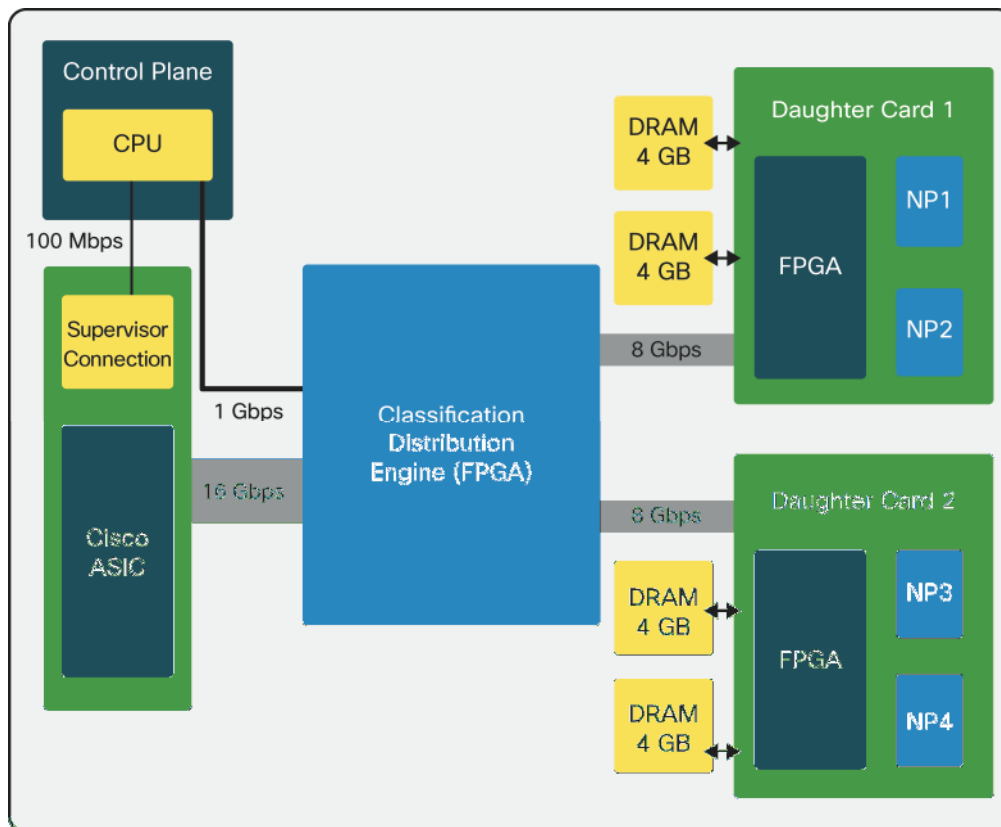 Control Plane
CPU
100 Mbps
Supervisor
Connection
1 Gbps
16 Gbps
Cisco
ASIC
Classification
Distribution
Engine (FPGA)
DRAM
4 GB
DRAM
4 GB
8 Gbps
Daughter Card 1
FPGA
NP1
NP2
8 Gbps
DRAM
4 GB
DRAM
4 GB
Daughter Card 2
FPGA
NP3
NP4